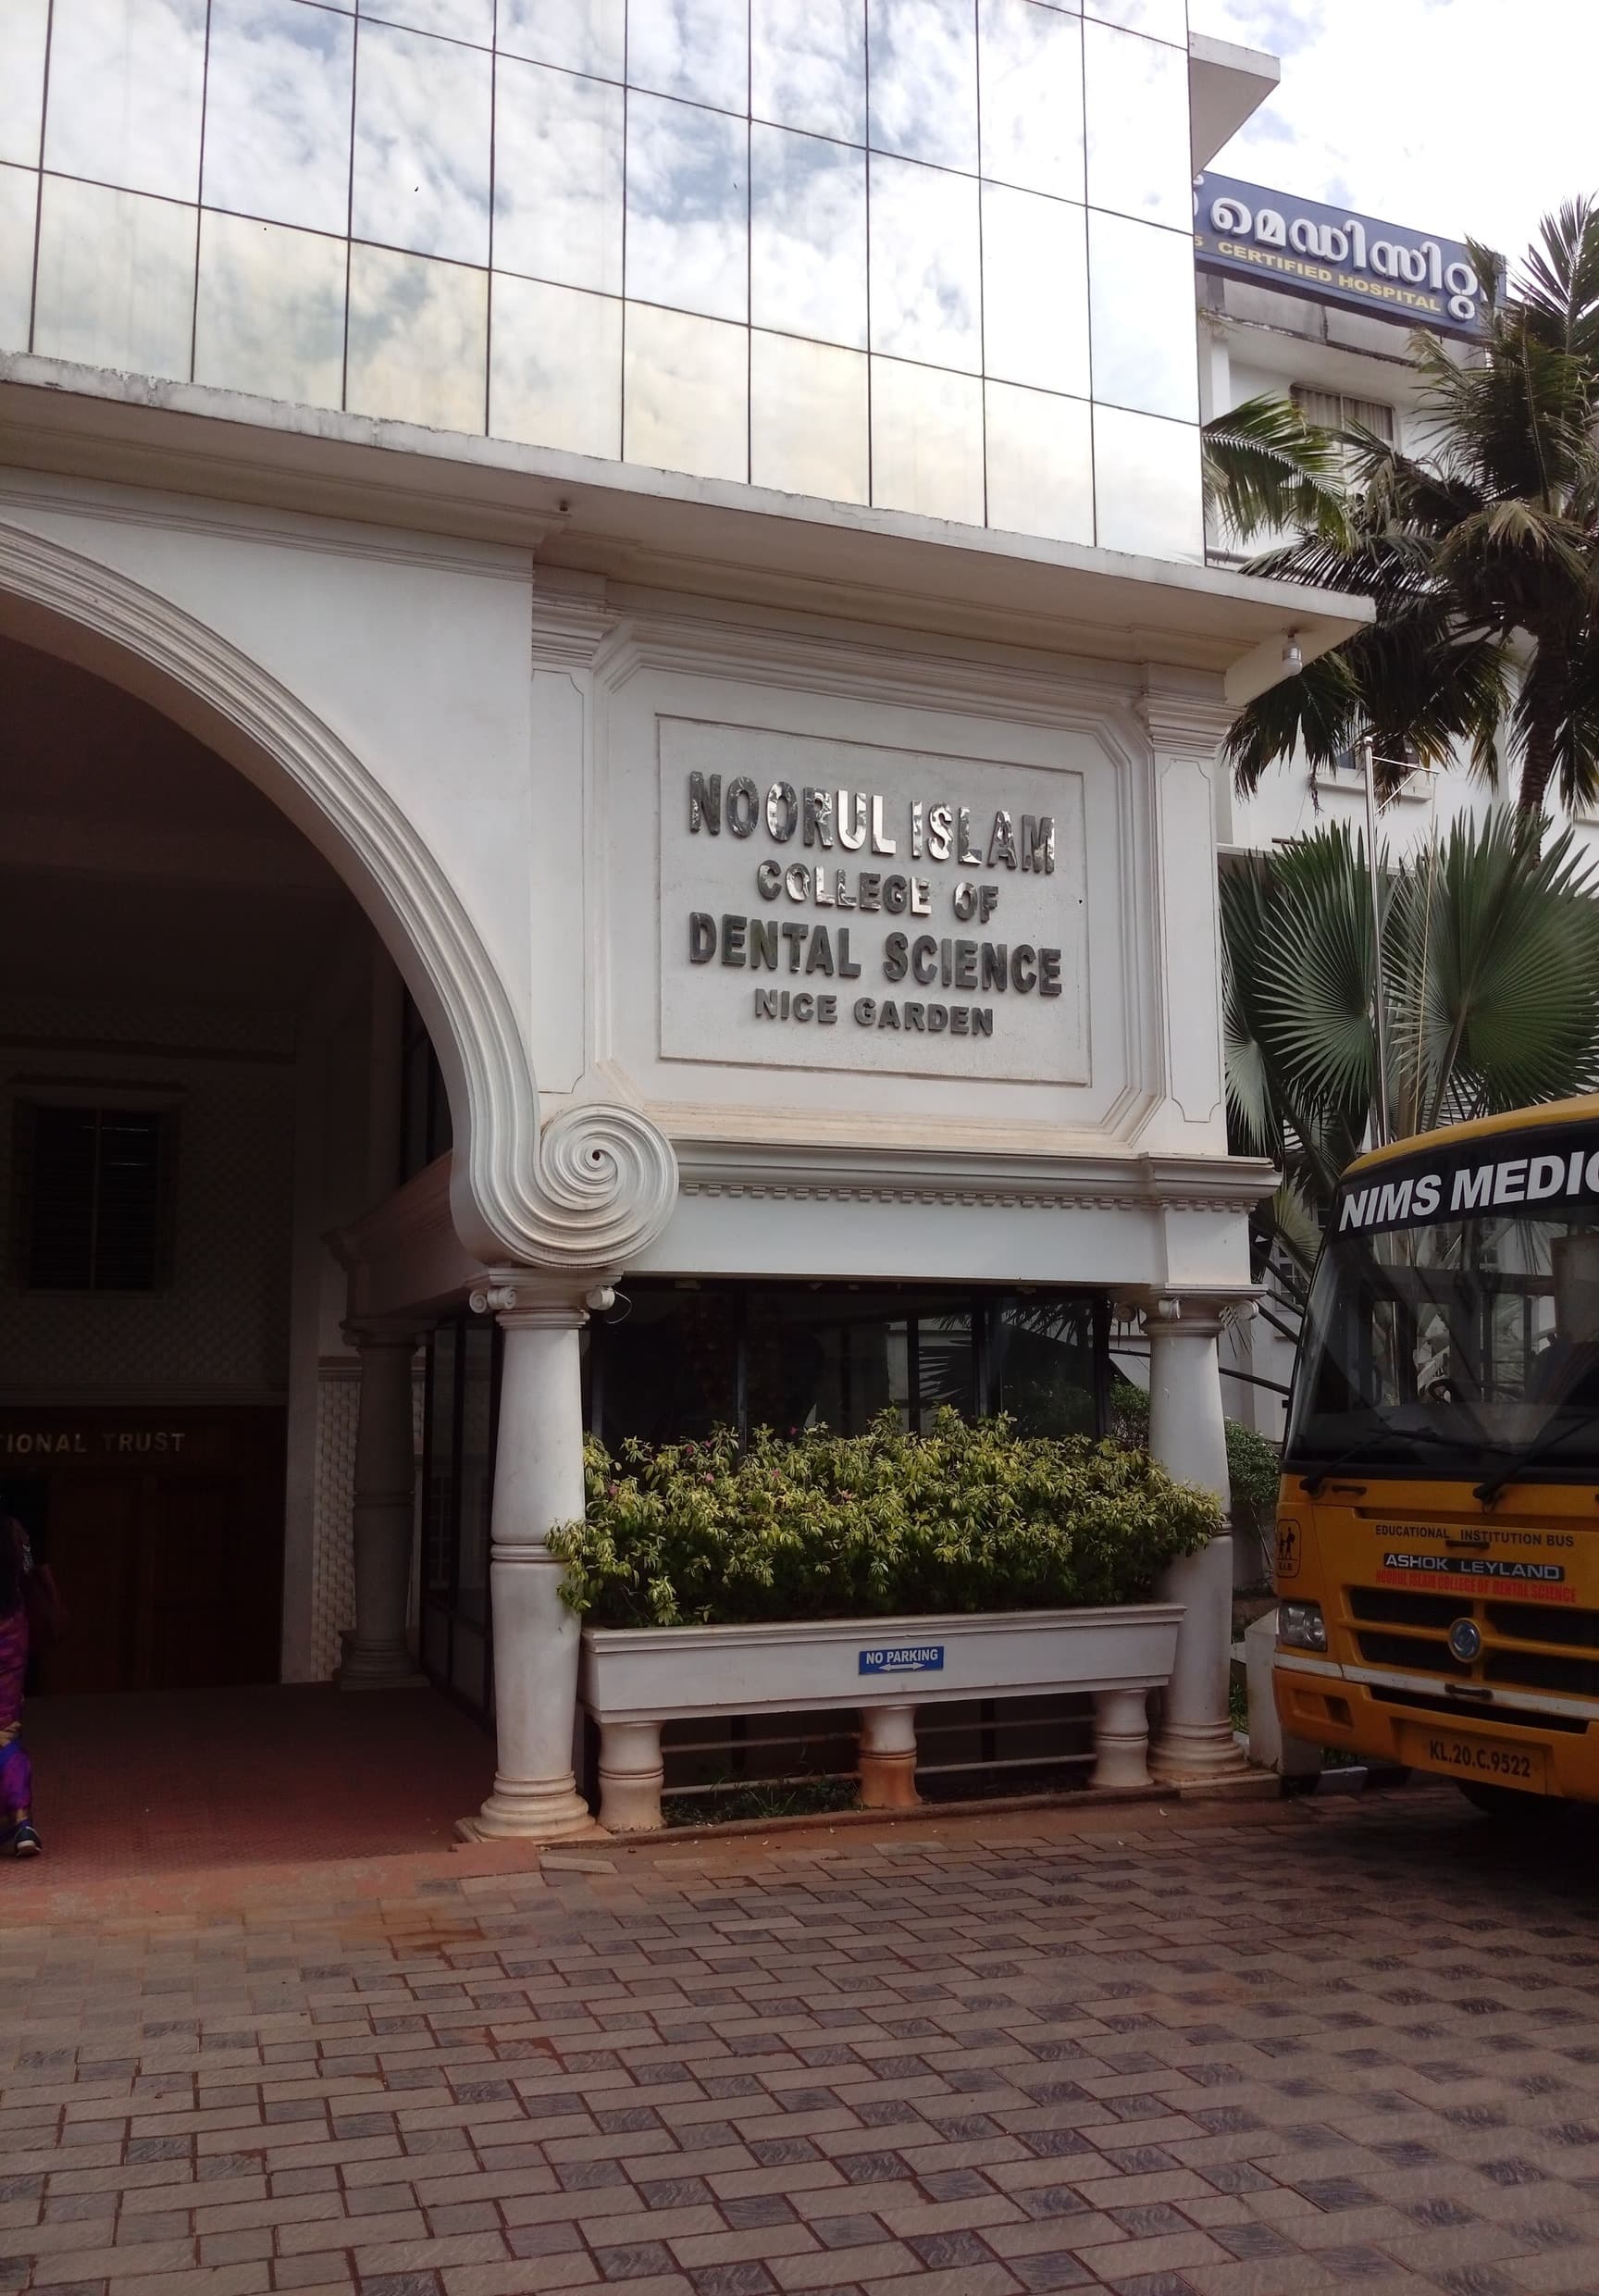 മെഡിസിറ്റി
CERTIFIED HOSPITAL
NOORUL ISLAM
COLLEGE OF
DENTAL SCIENCE
NICE GARDEN
NIMS MEDIC
TIONAL TRUST
EDUCATIONAL INSTITUTION BUS
ASHOK LEYLAND
NOORUL ISLAM COLLEGE OF DENTAL SCIENCE
NO PARKING
KL.20.C.9522